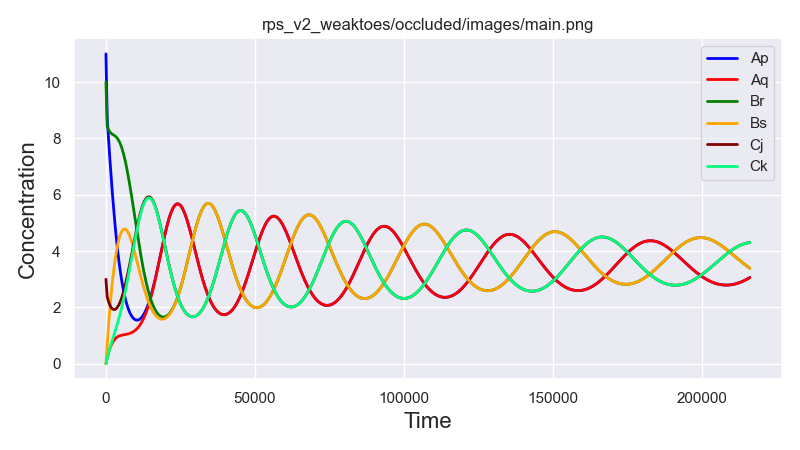 rps_v2_weaktoes/occluded/images/main.png
Concentration
10
8
6
4
2
0
Ap
Aq
Br
Bs
Cj
Ck
0
50000
100000
150000
200000
Time